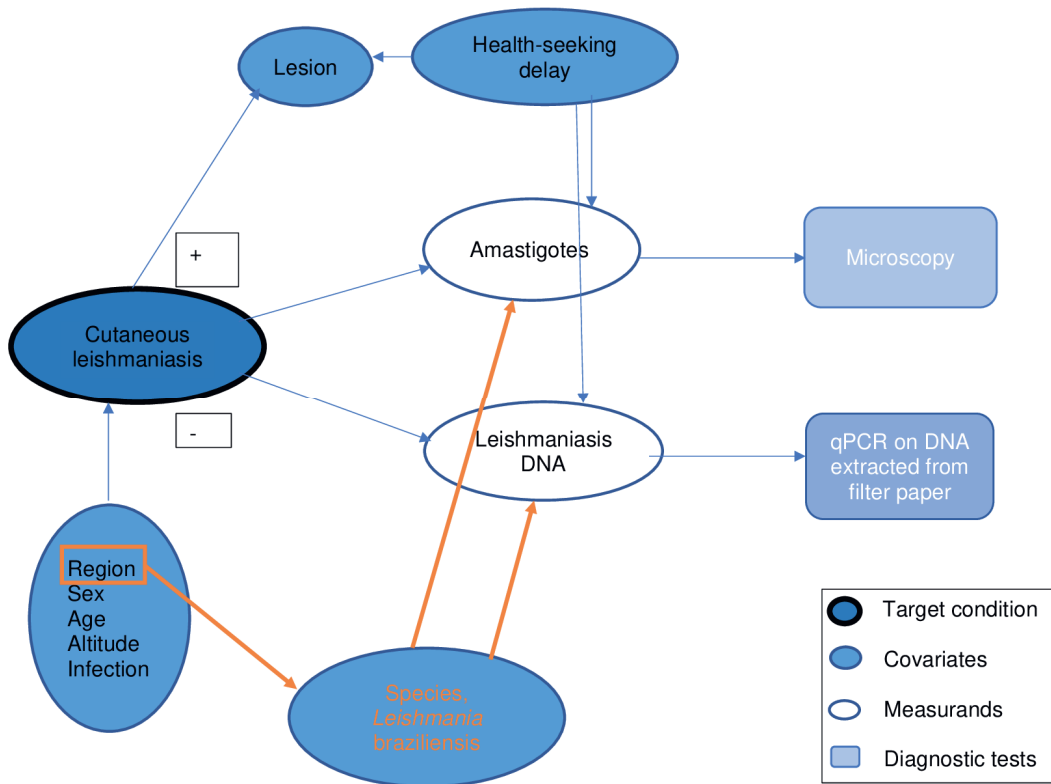 Health-seeking
delay
Lesion
+
Amastigotes
Microscopy
Cutaneous
leishmaniasis
-
Leishmaniasis
DNA
qPCR on DNA
extracted from
filter paper
Region
Sex
Age
Altitude
Infection
Species,
Leishmania
braziliensis
Target condition
Covariates
Measurands
Diagnostic tests